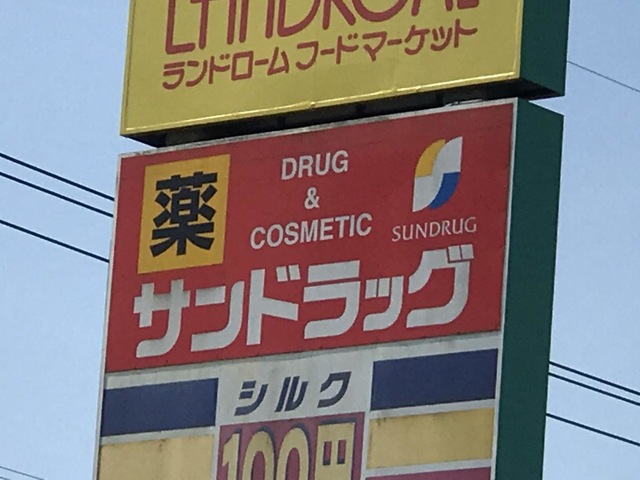 LANDROME
ランドローム フードマーケット
薬
DRUG
&
COSMETIC
SUNDRUG
サンドラッグ
シルク
100円